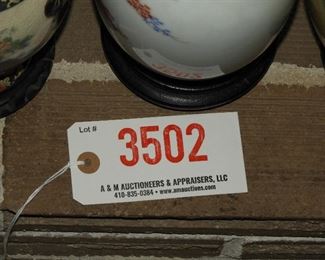 Lot #
3502
A & M AUCTIONEERS & APPRAISERS, LLC
410-835-0384 • www.amauctions.com